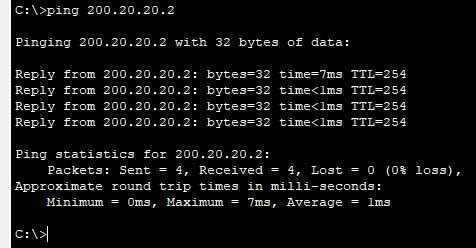 C:\>ping 200.20.20.2
Pinging 200.20.20.2 with 32 bytes of data:
Reply from 200.20.20.2: bytes=32 time=7ms TTL=254
Reply from 200.20.20.2: bytes=32 time<1ms TTL=254
Reply from 200.20.20.2: bytes=32 time<1ms TTL=254
Reply from 200.20.20.2: bytes=32 time<1ms TTL=254
Ping statistics for 200.20.20.2:
    Packets: Sent = 4, Received = 4, Lost = 0 (0% loss),
Approximate round trip times in milli-seconds:
    Minimum = 0ms, Maximum = 7ms, Average = 1ms
C:\>